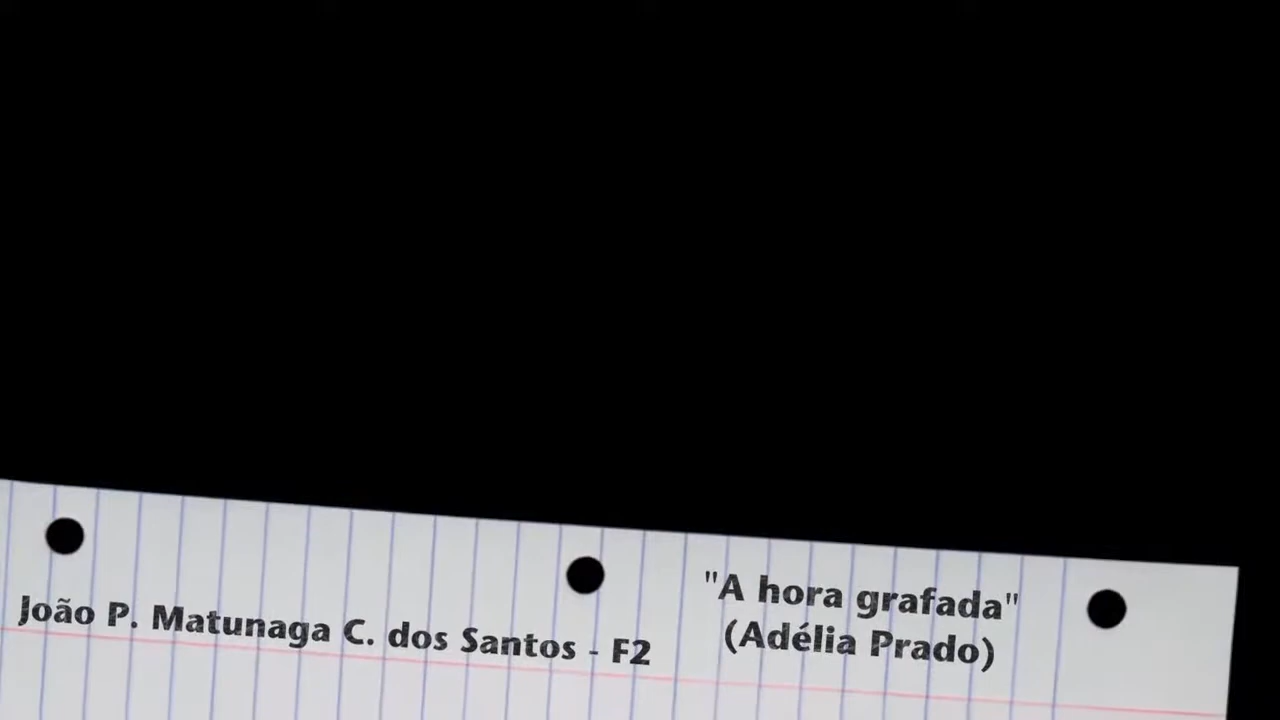 João P. Matunaga C. dos Santos - F2
"A hora grafada"
(Adélia Prado)